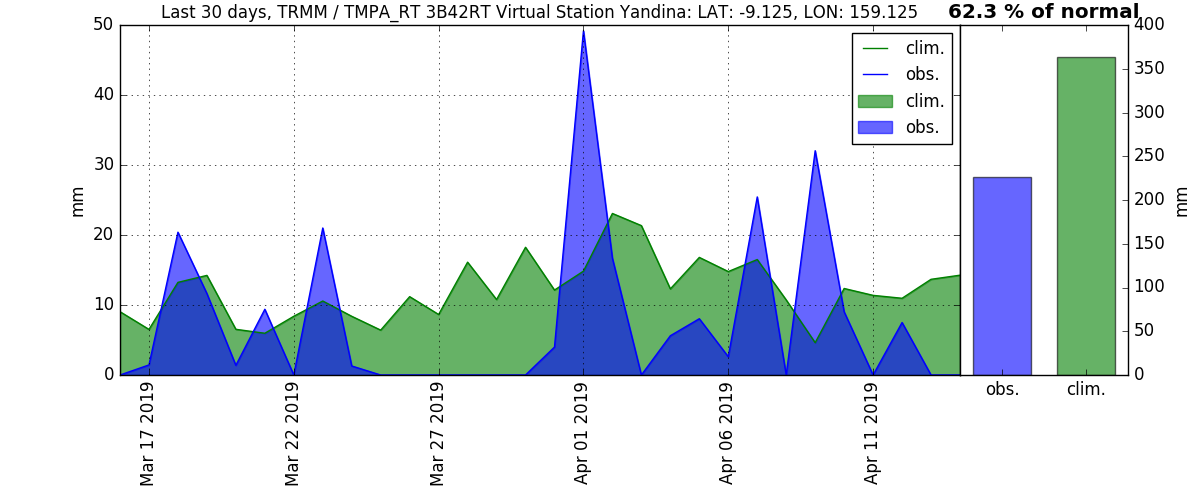 Last 30 days, TRMM / TMPA_RT 3B42RT Virtual Station Yandina: LAT: -9.125, LON: 159.125
62.3 % of normal
50
40
30
20
10
0
mm
clim.
obs.
clim.
obs.
400
350
300
250
200
150
100
50
0
mm
obs.
clim.
Mar 17 2019
Mar 22 2019
Mar 27 2019
Apr 01 2019
Apr 06 2019
Apr 11 2019